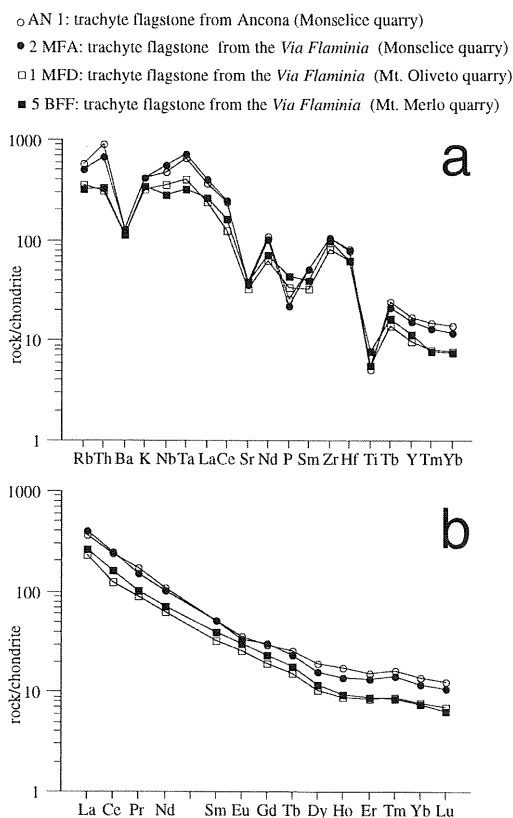 ○ AN 1: trachyte flagstone from Ancona (Monselice quarry)
● 2 MFA: trachyte flagstone from the Via Flaminia (Monselice quarry)
□ 1 MFD: trachyte flagstone from the Via Flaminia (Mt. Oliveto quarry)
■ 5 BFF: trachyte flagstone from the Via Flaminia (Mt. Merlo quarry)
a
1000
100
10
1
rock/chondrite
Rb Th Ba K Nb Ta La Ce Sr Nd P Sm Zr Hf Ti Tb Y Tm Yb
b
1000
100
10
1
rock/chondrite
La Ce Pr Nd Sm Eu Gd Tb Dy Ho Er Tm Yb Lu